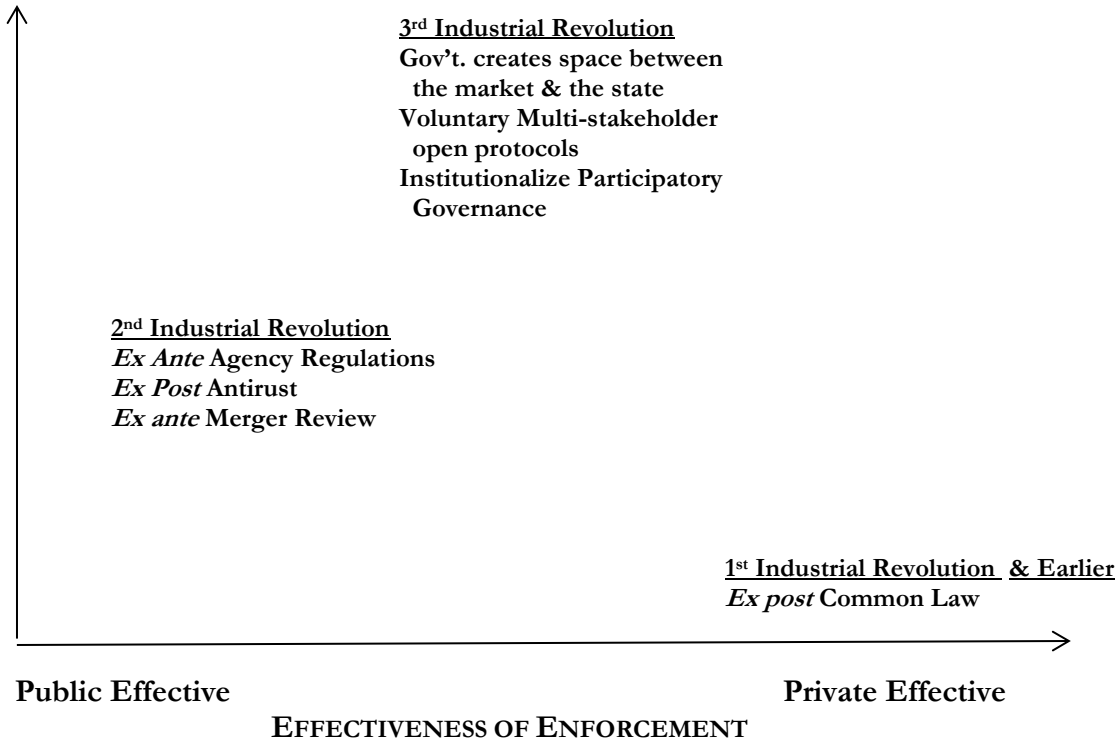 3rd Industrial Revolution
Gov't. creates space between
the market & the state
Voluntary Multi-stakeholder
open protocols
Institutionalize Participatory
Governance
2nd Industrial Revolution
Ex Ante Agency Regulations
Ex Post Antirust
Ex ante Merger Review
1st Industrial Revolution & Earlier
Ex post Common Law
Public Effective Private Effective
EFFECTIVENESS OF ENFORCEMENT